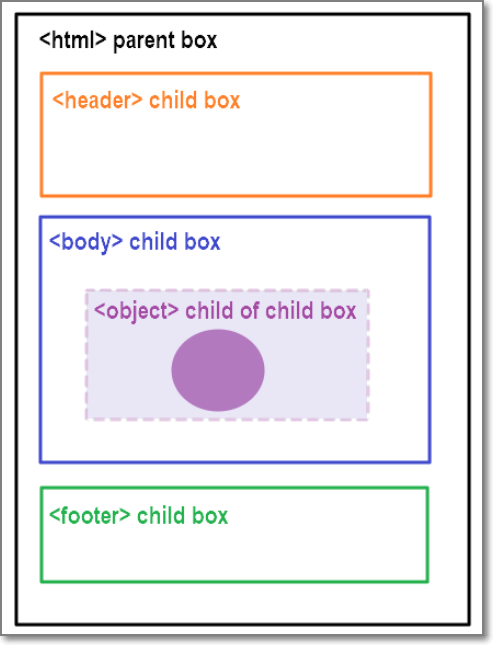 <html> parent box
<header> child box
<body> child box
<object> child of child box
<footer> child box